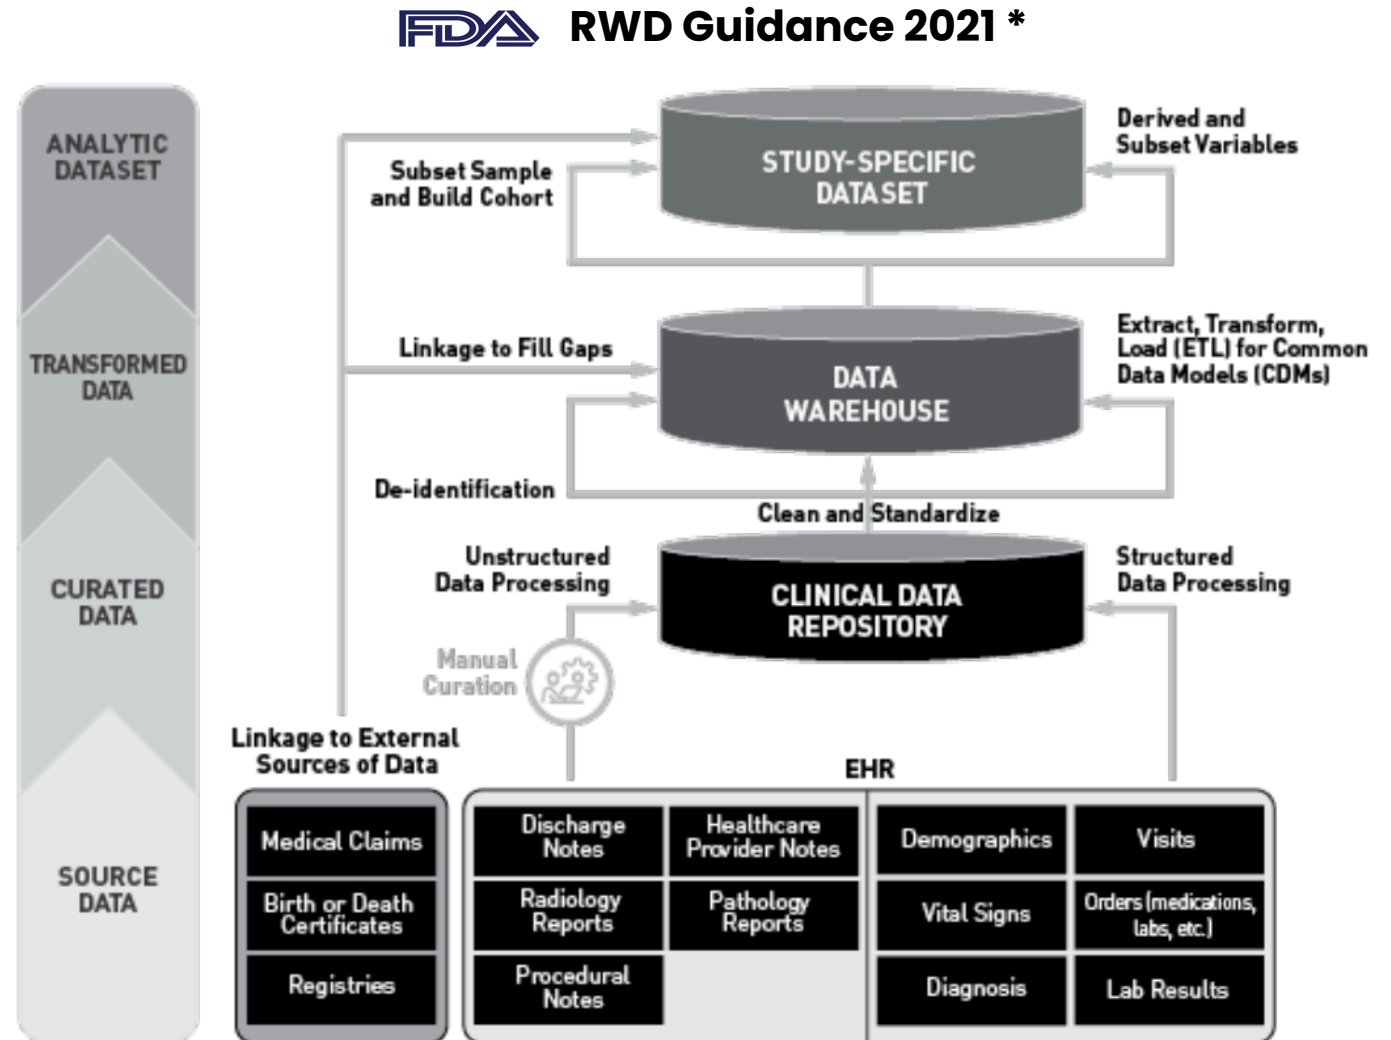 FDA RWD Guidance 2021 *
ANALYTIC
DATASET
TRANSFORMED
DATA
CURATED
DATA
SOURCE
DATA
STUDY-SPECIFIC
DATASET
Derived and
Subset Variables
Subset Sample
and Build Cohort
Linkage to Fill Gaps
DATA
WAREHOUSE
Extract, Transform,
Load (ETL) for Common
Data Models (CDMs)
De-identification
Clean and Standardize
Unstructured
Data Processing
CLINICAL DATA
REPOSITORY
Structured
Data Processing
Manual
Curation
Linkage to External
Sources of Data
Medical Claims
Birth or Death
Certificates
Registries
EHR
Discharge
Notes
Healthcare
Provider Notes
Radiology
Reports
Pathology
Reports
Procedural
Notes
Demographics
Visits
Vital Signs
Orders (medications,
labs, etc.)
Diagnosis
Lab Results